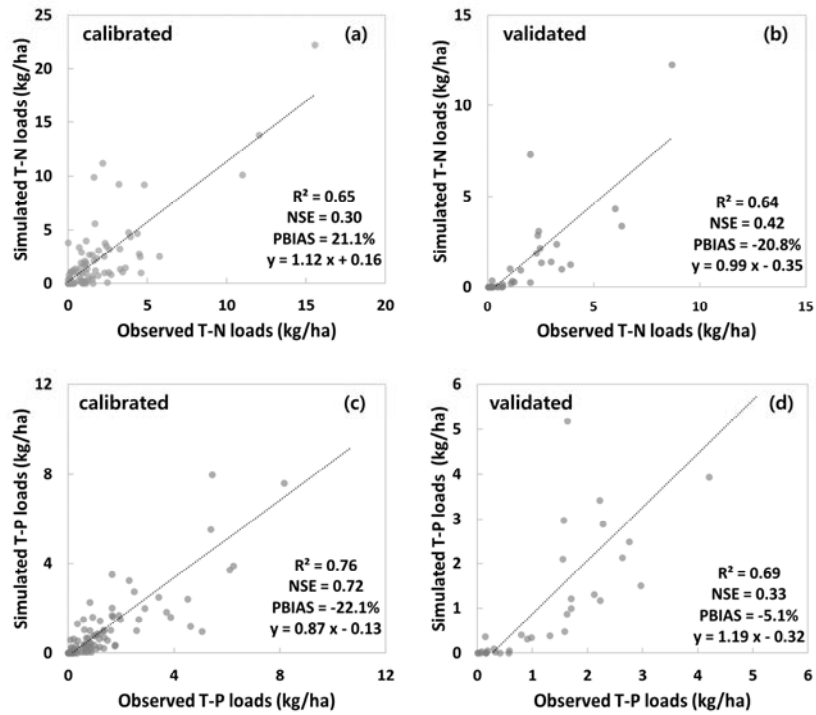 calibrated
(a)
25
20
15
10
5
0
Simulated T-N loads (kg/ha)
R² = 0.65
NSE = 0.30
PBIAS = 21.1%
y = 1.12 x + 0.16
0 5 10 15 20
Observed T-N loads (kg/ha)
validated
(b)
15
10
5
0
Simulated T-N loads (kg/ha)
R² = 0.64
NSE = 0.42
PBIAS = -20.8%
y = 0.99 x - 0.35
0 5 10 15
Observed T-N loads (kg/ha)
calibrated
(c)
12
8
4
0
Simulated T-P loads (kg/ha)
R² = 0.76
NSE = 0.72
PBIAS = -22.1%
y = 0.87 x - 0.13
0 4 8 12
Observed T-P loads (kg/ha)
validated
(d)
6
5
4
3
2
1
0
Simulated T-P loads (kg/ha)
R² = 0.69
NSE = 0.33
PBIAS = -5.1%
y = 1.19 x - 0.32
0 1 2 3 4 5 6
Observed T-P loads (kg/ha)